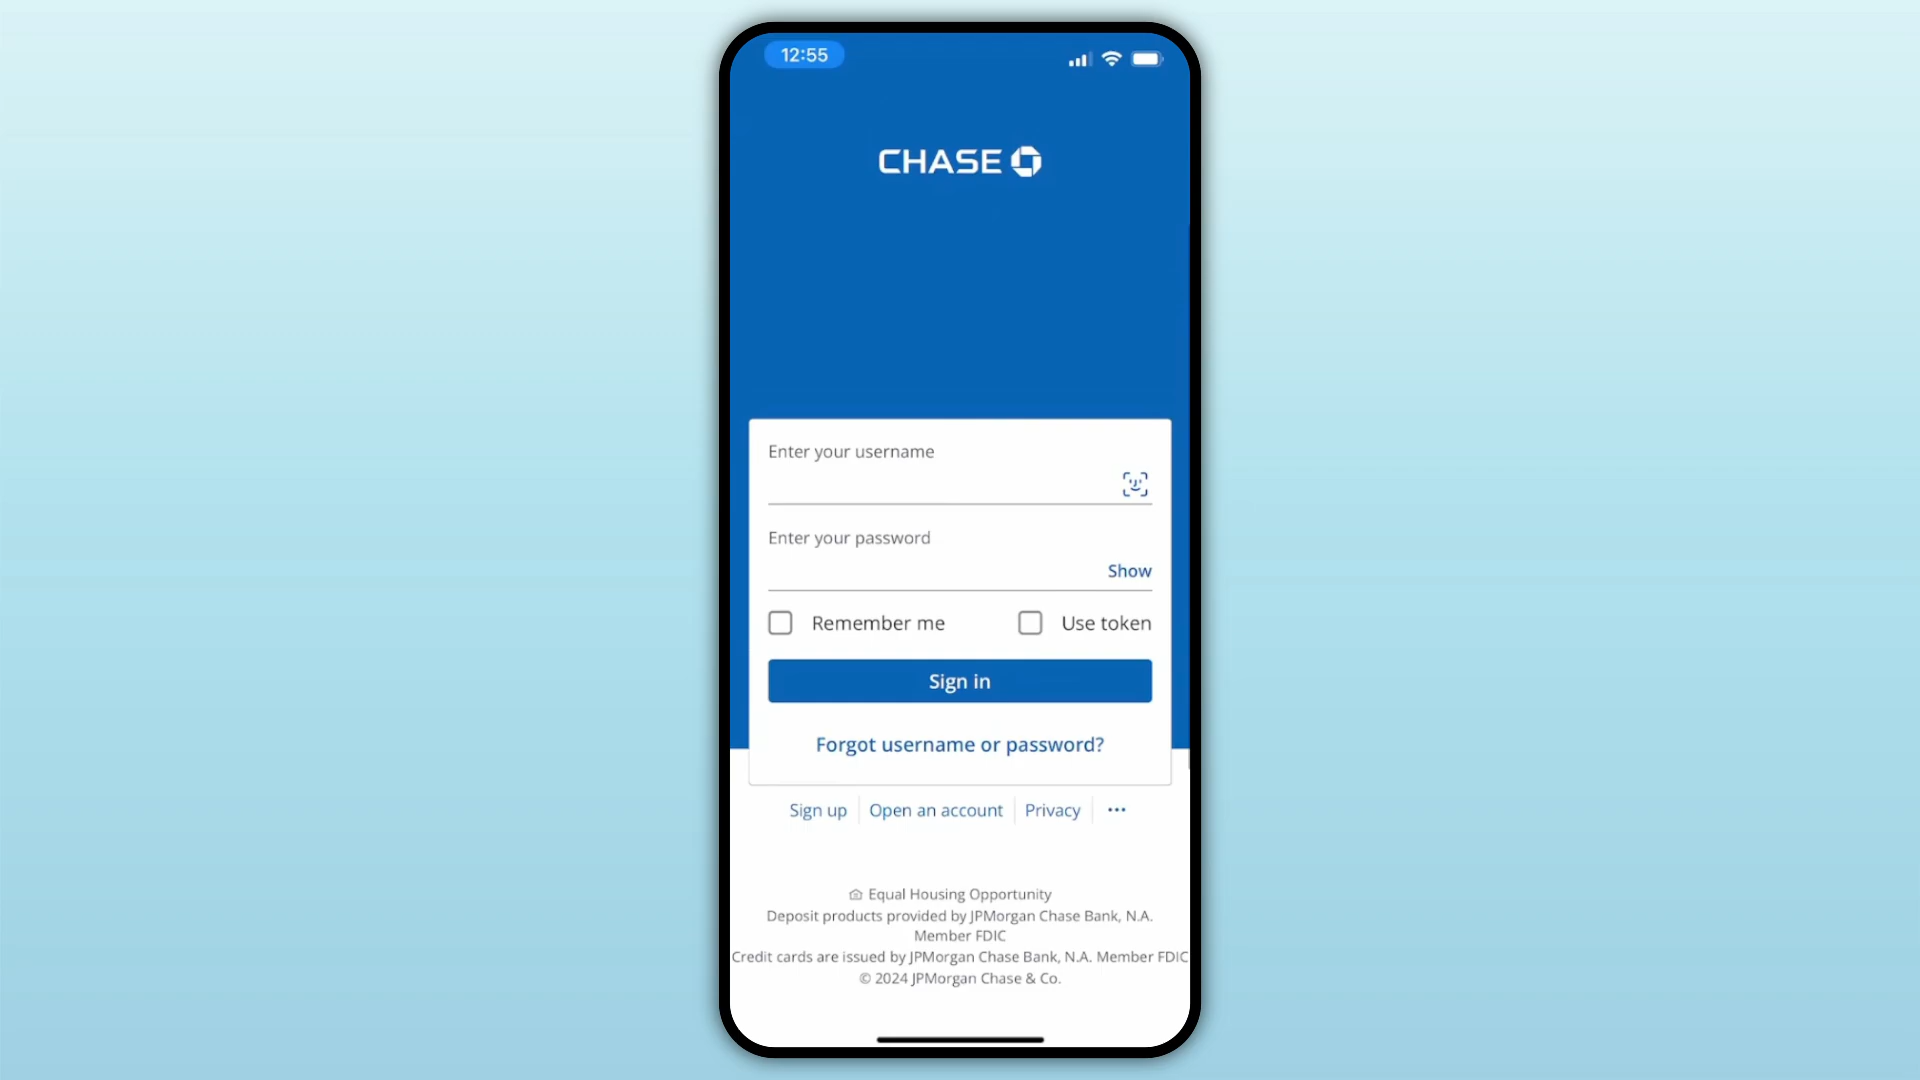 12:55
CHASE
Enter your username
Enter your password
Show
Remember me
Use token
Sign in
Forgot username or password?
Sign up
Open an account
Privacy
•••
Equal Housing Opportunity
Deposit products provided by JPMorgan Chase Bank, N.A.
Member FDIC
Credit cards are issued by JPMorgan Chase Bank, N.A. Member FDIC
© 2024 JPMorgan Chase & Co.